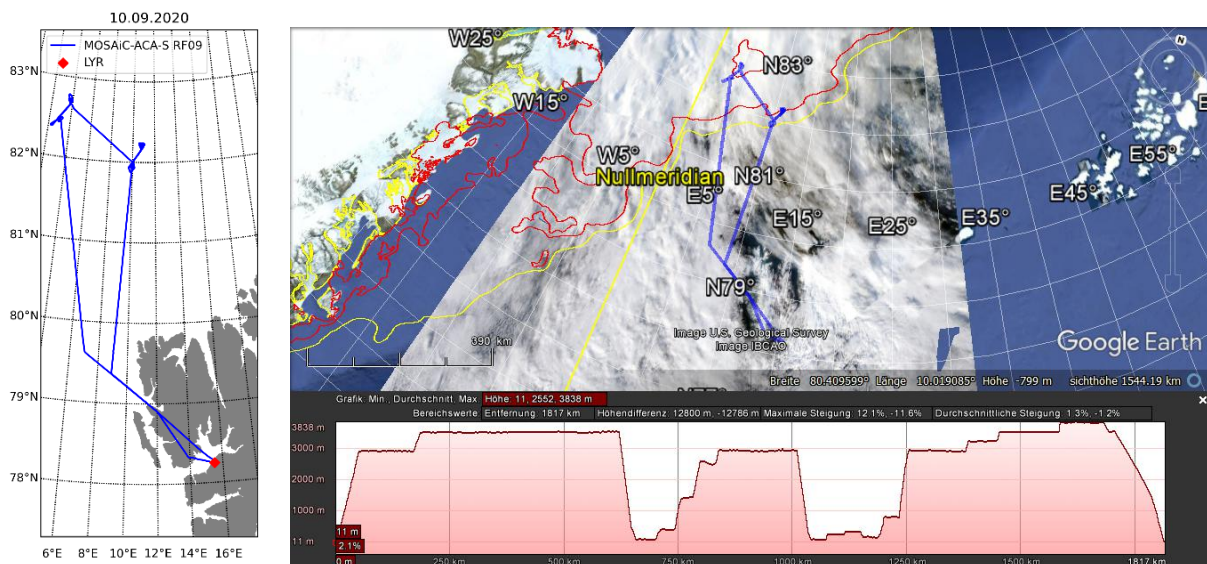 10.09.2020
MOSAiC-ACA-S RF09
LYR
83°N
82°N
81°N
80°N
79°N
78°N
6°E 8°E 10°E 12°E 14°E 16°E
W25°
W15°
W5°
Nullmeridian
E5°
N83°
N81°
E15°
E25°
E35°
E45°
E55°
N79°
N
390 km
Image U.S. Geological Survey
Image IBCAO
Google Earth
Breite 80.409599° Länge 10.019085° Höhe -799 m sichthöhe 1544.19 km
Grafik: Min., Durchschnitt, Max. Höhe: 11, 2552, 3838 m
Bereichswerte: Entfernung: 1817 km Höhendifferenz: 12800 m, -12786 m Maximale Steigung: 12.1%, -11.6% Durchschnittliche Steigung: 1.3%, -1.2%
3838 m
3000 m
2000 m
1000 m
11 m
11 m
2.1%
0 m 250 km 500 km 750 km 1000 km 1250 km 1500 km 1817 km